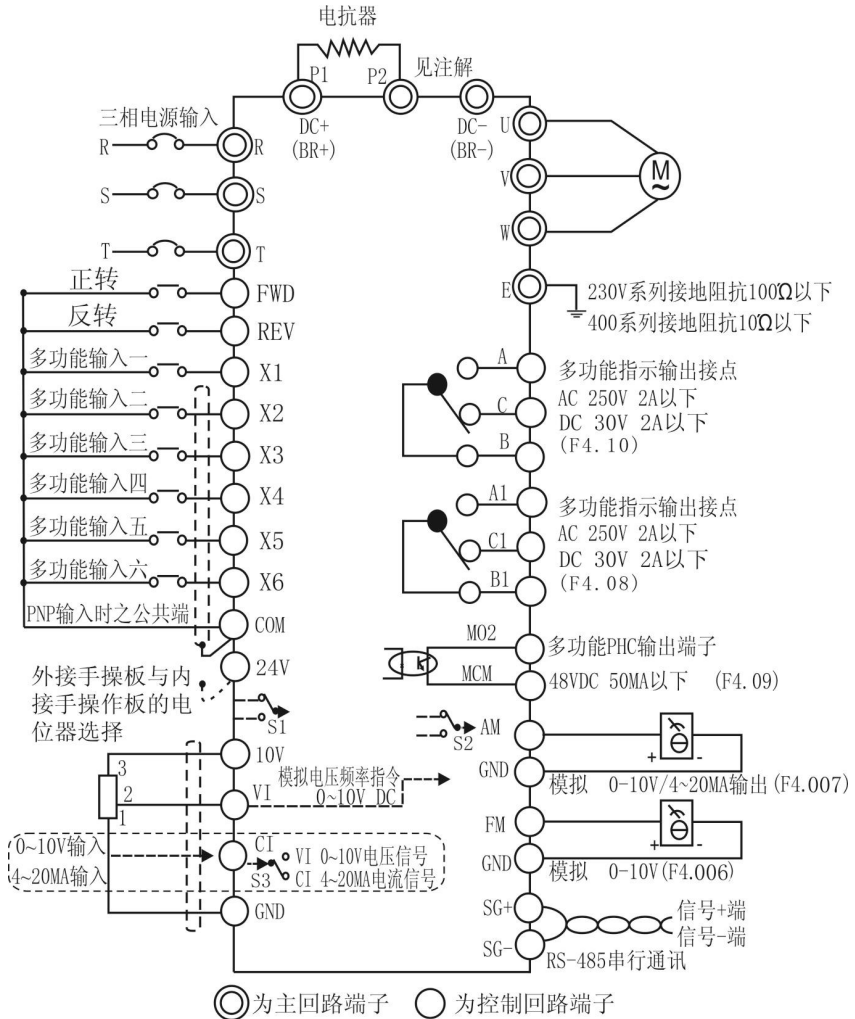 电抗器
P1
P2
见注解
三相电源输入
DC+
(BR+)
DC-
(BR-)
R
R
S
S
T
T
U
V
W
M
~
E
230V系列接地阻抗100Ω以下
400系列接地阻抗10Ω以下
正转
FWD
反转
REV
多功能输入一
X1
多功能输入二
X2
多功能输入三
X3
多功能输入四
X4
多功能输入五
X5
多功能输入六
X6
PNP输入时之公共端
COM
24V
外接手操板与内
接手操作板的电
位器选择
S1
A
C
B
多功能指示输出接点
AC 250V 2A以下
DC 30V 2A以下
(F4.10)
A1
C1
B1
多功能指示输出接点
AC 250V 2A以下
DC 30V 2A以下
(F4.08)
MO2
MCM
多功能PHC输出端子
48VDC 50MA以下 (F4.09)
S2
AM
GND
+
-
模拟 0-10V/4~20MA输出(F4.007)
3
2
1
10V
VI
模拟电压频率指令
0~10V DC
0~10V输入
4~20MA输入
CI
S3
VI 0~10V电压信号
CI 4~20MA电流信号
GND
FM
GND
+
-
模拟 0-10V(F4.006)
SG+
SG-
信号+端
信号-端
RS-485串行通讯
为主回路端子
为控制回路端子